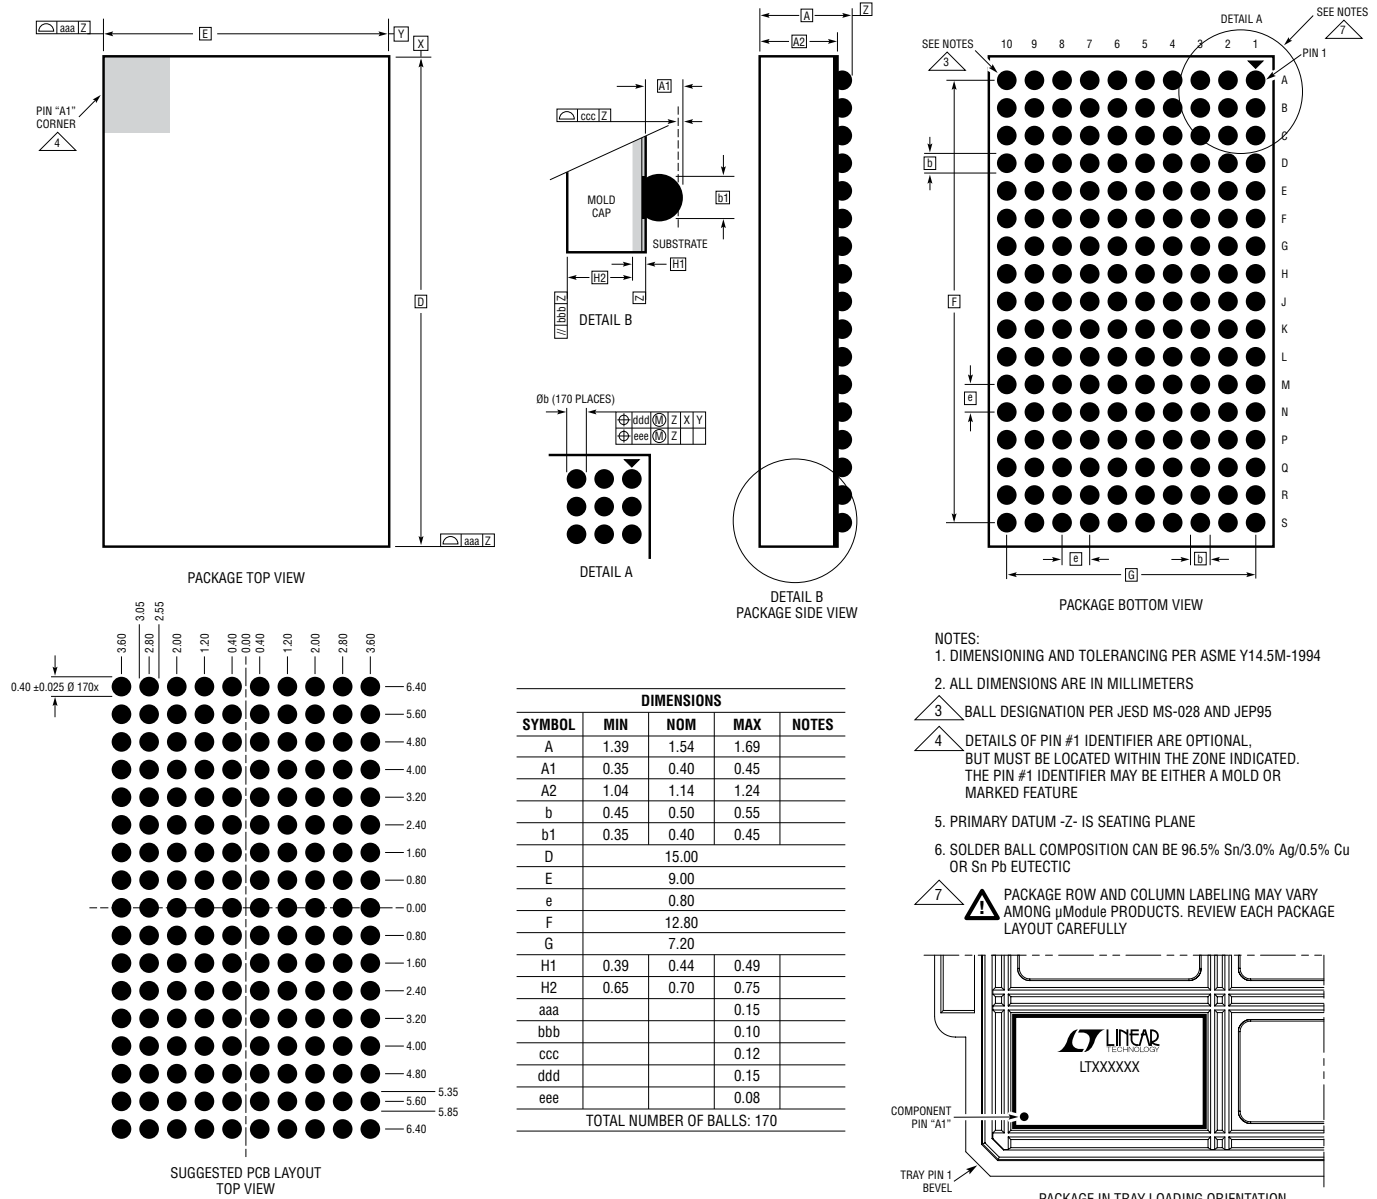 aaa Z
E
Y
X
PIN “A1”
CORNER
4
D
aaa Z
PACKAGE TOP VIEW
A1
ccc Z
MOLD
CAP
b1
SUBSTRATE
H1
H2
// bbb Z
Z
DETAIL B
Øb (170 PLACES)
ddd M Z X Y
eee M Z
DETAIL A
A
Z
A2
DETAIL B
PACKAGE SIDE VIEW
DETAIL A
SEE NOTES
7
SEE NOTES
3
10 9 8 7 6 5 4 3 2 1
PIN 1
A
B
C
D
E
F
G
H
J
K
L
M
N
P
Q
R
S
b
F
e
e
b
G
PACKAGE BOTTOM VIEW
3.60 3.05 2.80 2.55 2.00 1.20 0.40 0.00 0.40 1.20 2.00 2.80 3.60
0.40 ±0.025 Ø 170x
6.40
5.60
4.80
4.00
3.20
2.40
1.60
0.80
0.00
0.80
1.60
2.40
3.20
4.00
4.80
5.35
5.60
5.85
6.40
SUGGESTED PCB LAYOUT
TOP VIEW
DIMENSIONS
SYMBOL MIN NOM MAX NOTES
A 1.39 1.54 1.69
A1 0.35 0.40 0.45
A2 1.04 1.14 1.24
b 0.45 0.50 0.55
b1 0.35 0.40 0.45
D 15.00
E 9.00
e 0.80
F 12.80
G 7.20
H1 0.39 0.44 0.49
H2 0.65 0.70 0.75
aaa 0.15
bbb 0.10
ccc 0.12
ddd 0.15
eee 0.08
TOTAL NUMBER OF BALLS: 170
NOTES:
1. DIMENSIONING AND TOLERANCING PER ASME Y14.5M-1994
2. ALL DIMENSIONS ARE IN MILLIMETERS
3 BALL DESIGNATION PER JESD MS-028 AND JEP95
4 DETAILS OF PIN #1 IDENTIFIER ARE OPTIONAL,
BUT MUST BE LOCATED WITHIN THE ZONE INDICATED.
THE PIN #1 IDENTIFIER MAY BE EITHER A MOLD OR
MARKED FEATURE
5. PRIMARY DATUM -Z- IS SEATING PLANE
6. SOLDER BALL COMPOSITION CAN BE 96.5% Sn/3.0% Ag/0.5% Cu
OR Sn Pb EUTECTIC
7 ! PACKAGE ROW AND COLUMN LABELING MAY VARY
AMONG µModule PRODUCTS. REVIEW EACH PACKAGE
LAYOUT CAREFULLY
LT LINEAR
TECHNOLOGY
LTXXXXXX
COMPONENT
PIN “A1”
TRAY PIN 1
BEVEL
PACKAGE IN TRAY LOADING ORIENTATION